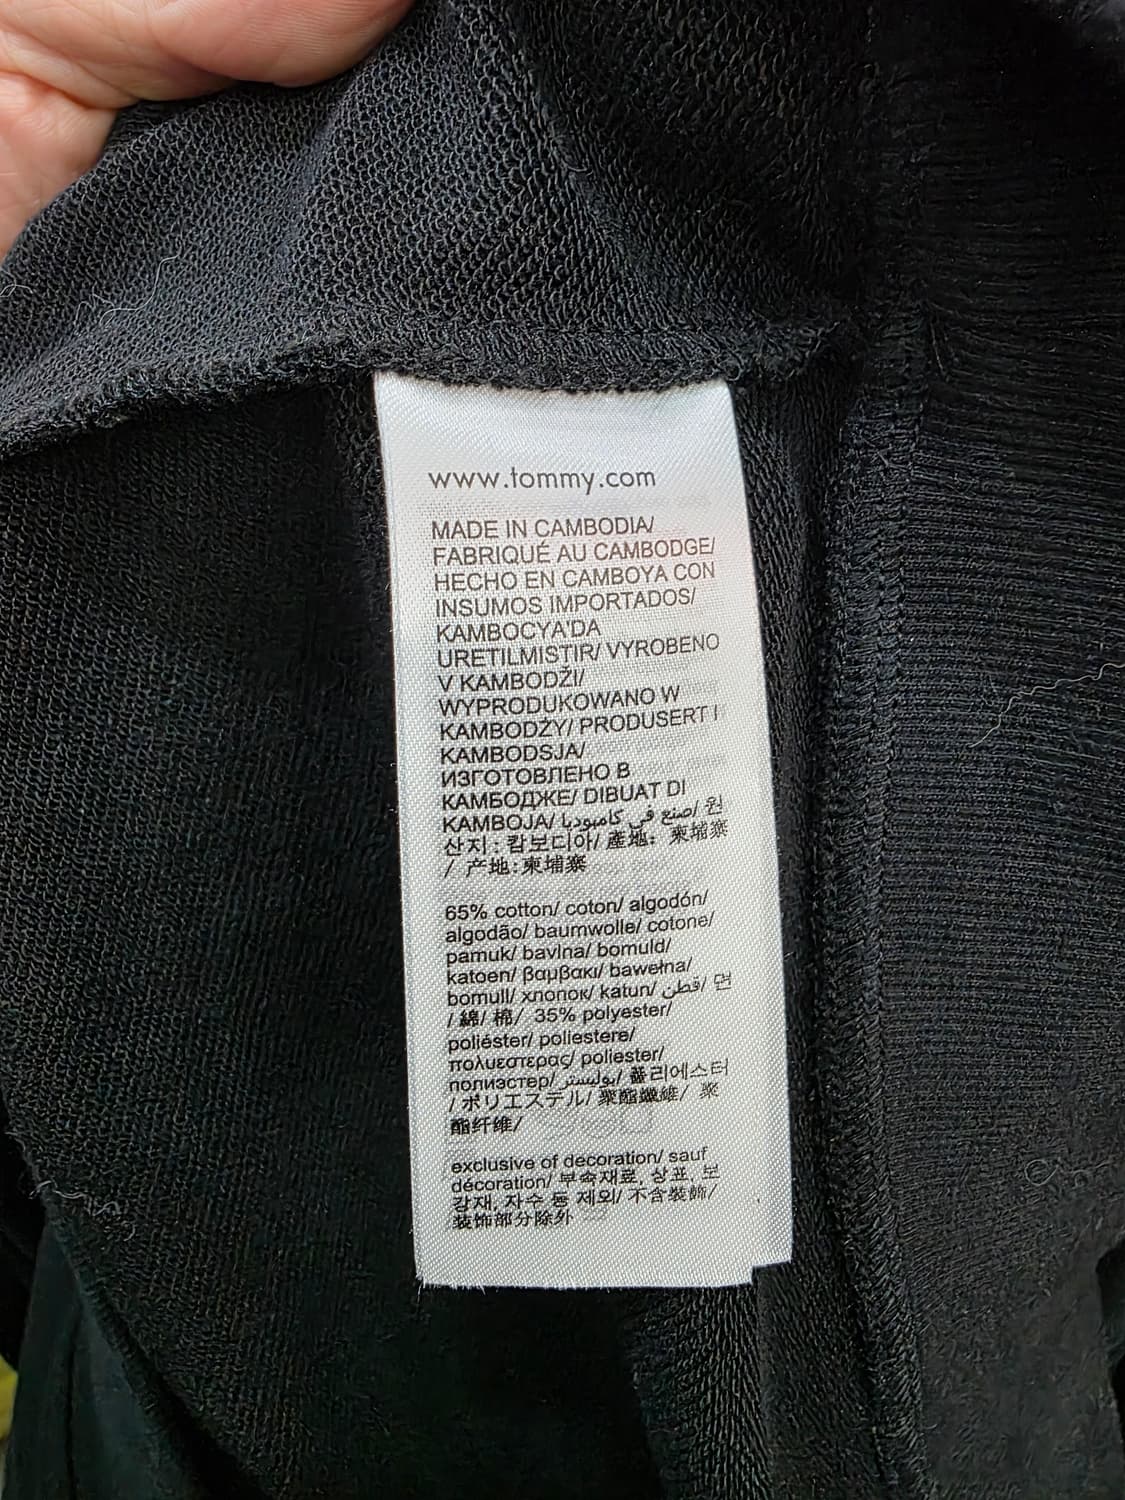 www.tommy.com
MADE IN CAMBODIA/
FABRIQUÉ AU CAMBODGE/
HECHO EN CAMBOYA CON
INSUMOS IMPORTADOS/
KAMBOCYA'DA
URETILMISTIR/ VYROBENO
V KAMBODŽI/
WYPRODUKOWANO W
KAMBODŻY/ PRODUSERT I
KAMBODSJA/
ИЗГОТОВЛЕНО В
КАМБОДЖЕ/ DIBUAT DI
KAMBOJA/ اصنع في كامبوديا/ 원
산지 : 캄보디아/ 產地: 柬埔寨
/ 产地:柬埔寨
65% cotton/ coton/ algodón/
algodão/ baumwolle/ cotone/
pamuk/ bavlna/ bomuld/
katoen/ βαμβακι/ bawełna/
bomull/ хлопок/ katun/ قطن/ 면
/ 綿/ 棉/ 35% polyester/
poliéster/ poliestere/
πολυεστερας/ poliester/
полиэстер/ بوليستر/ 폴리에스터
/ ポリエステル/ 聚酯纖維/ 聚
酯纤维/
exclusive of decoration/ sauf
décoration/ 부속재료, 상표, 보
강재, 자수 등 제외/ 不含裝飾/
装饰部分除外